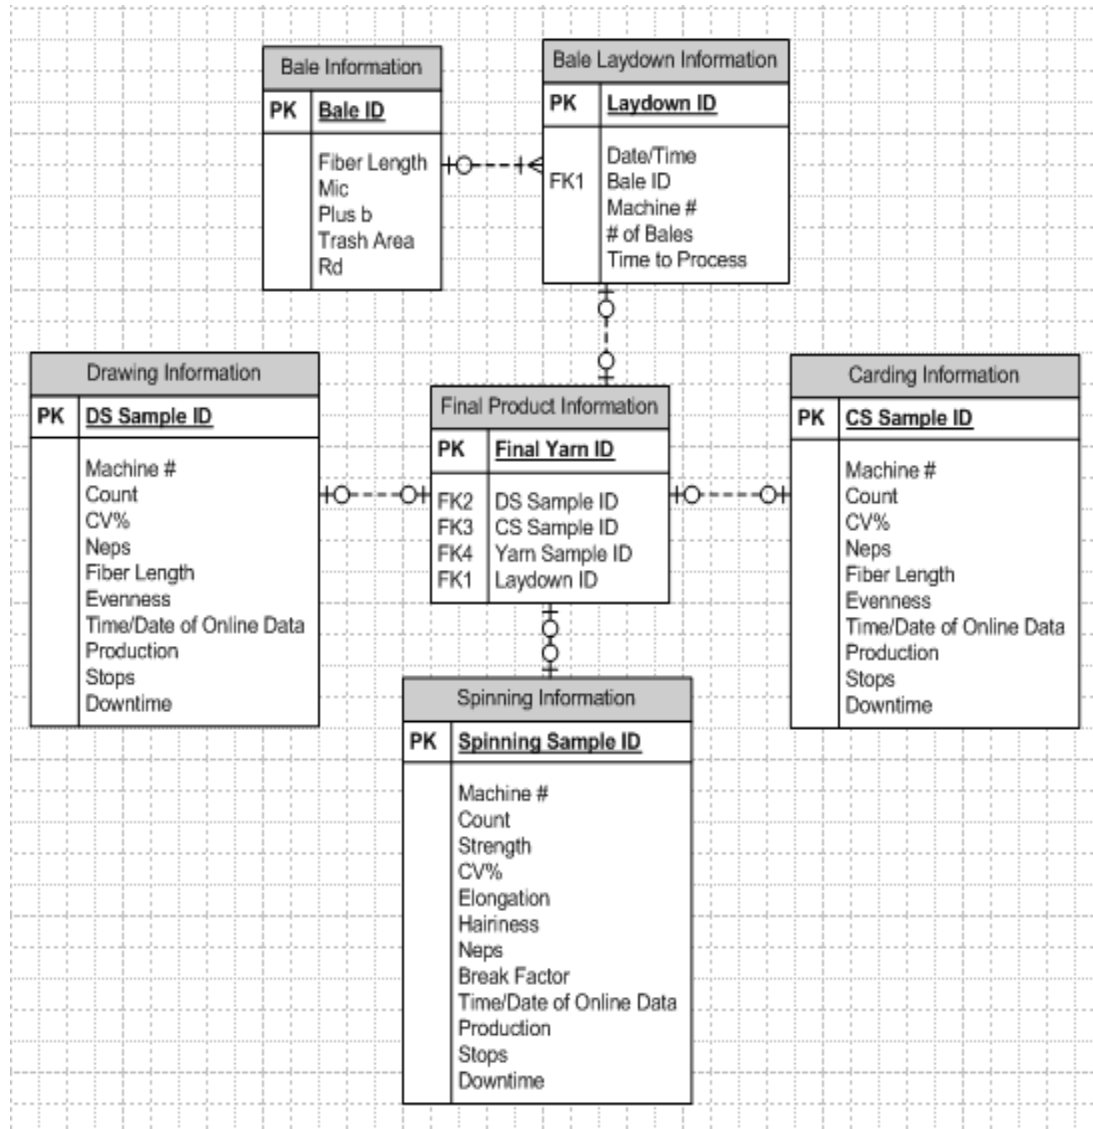 Bale Information
PK Bale ID
Fiber Length
Mic
Plus b
Trash Area
Rd
Bale Laydown Information
PK Laydown ID
Date/Time
FK1 Bale ID
Machine #
# of Bales
Time to Process
Drawing Information
PK DS Sample ID
Machine #
Count
CV%
Neps
Fiber Length
Evenness
Time/Date of Online Data
Production
Stops
Downtime
Final Product Information
PK Final Yarn ID
FK2 DS Sample ID
FK3 CS Sample ID
FK4 Yarn Sample ID
FK1 Laydown ID
Carding Information
PK CS Sample ID
Machine #
Count
CV%
Neps
Fiber Length
Evenness
Time/Date of Online Data
Production
Stops
Downtime
Spinning Information
PK Spinning Sample ID
Machine #
Count
Strength
CV%
Elongation
Hairiness
Neps
Break Factor
Time/Date of Online Data
Production
Stops
Downtime